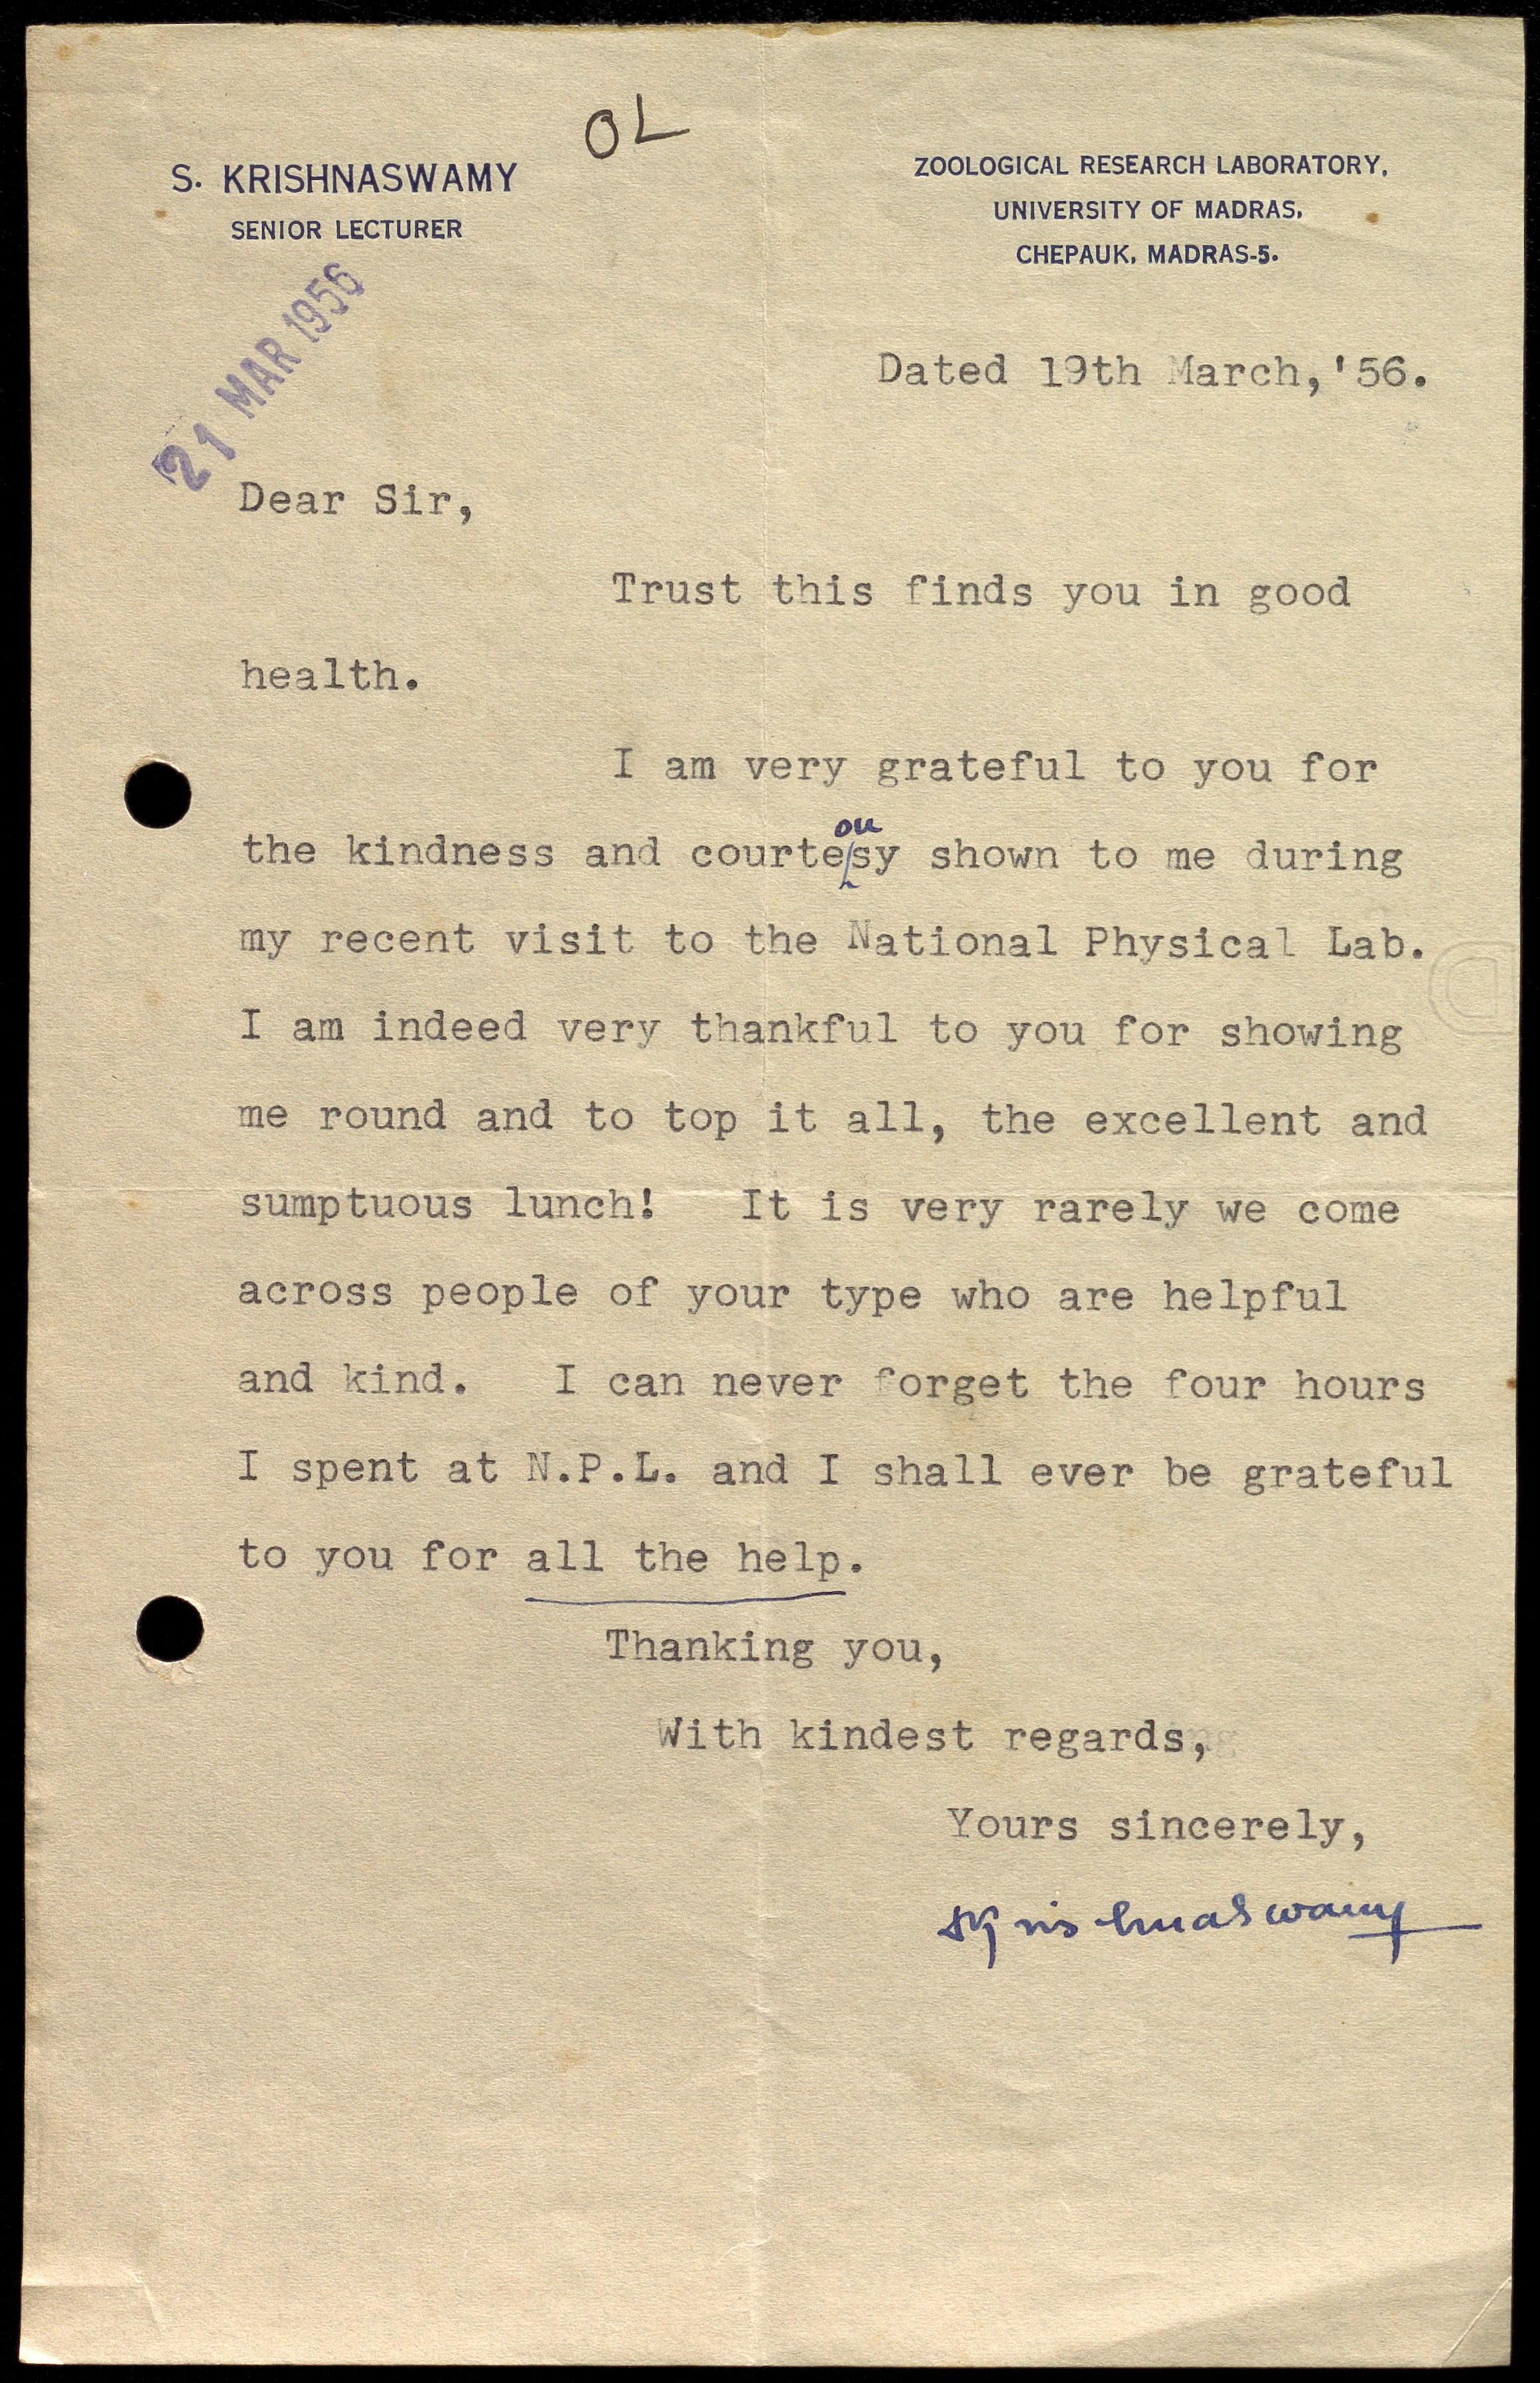 OL
S. KRISHNASWAMY
SENIOR LECTURER
ZOOLOGICAL RESEARCH LABORATORY,
UNIVERSITY OF MADRAS,
CHEPAUK, MADRAS-5.
21 MAR 1956
Dated 19th March,'56.
Dear Sir,
Trust this finds you in good
health.
I am very grateful to you for
ou
the kindness and courtesy shown to me during
my recent visit to the National Physical Lab.
I am indeed very thankful to you for showing
me round and to top it all, the excellent and
sumptuous lunch! It is very rarely we come
across people of your type who are helpful
and kind. I can never forget the four hours
I spent at N.P.L. and I shall ever be grateful
to you for all the help.
Thanking you,
With kindest regards,
Yours sincerely,
SKrishnaswamy